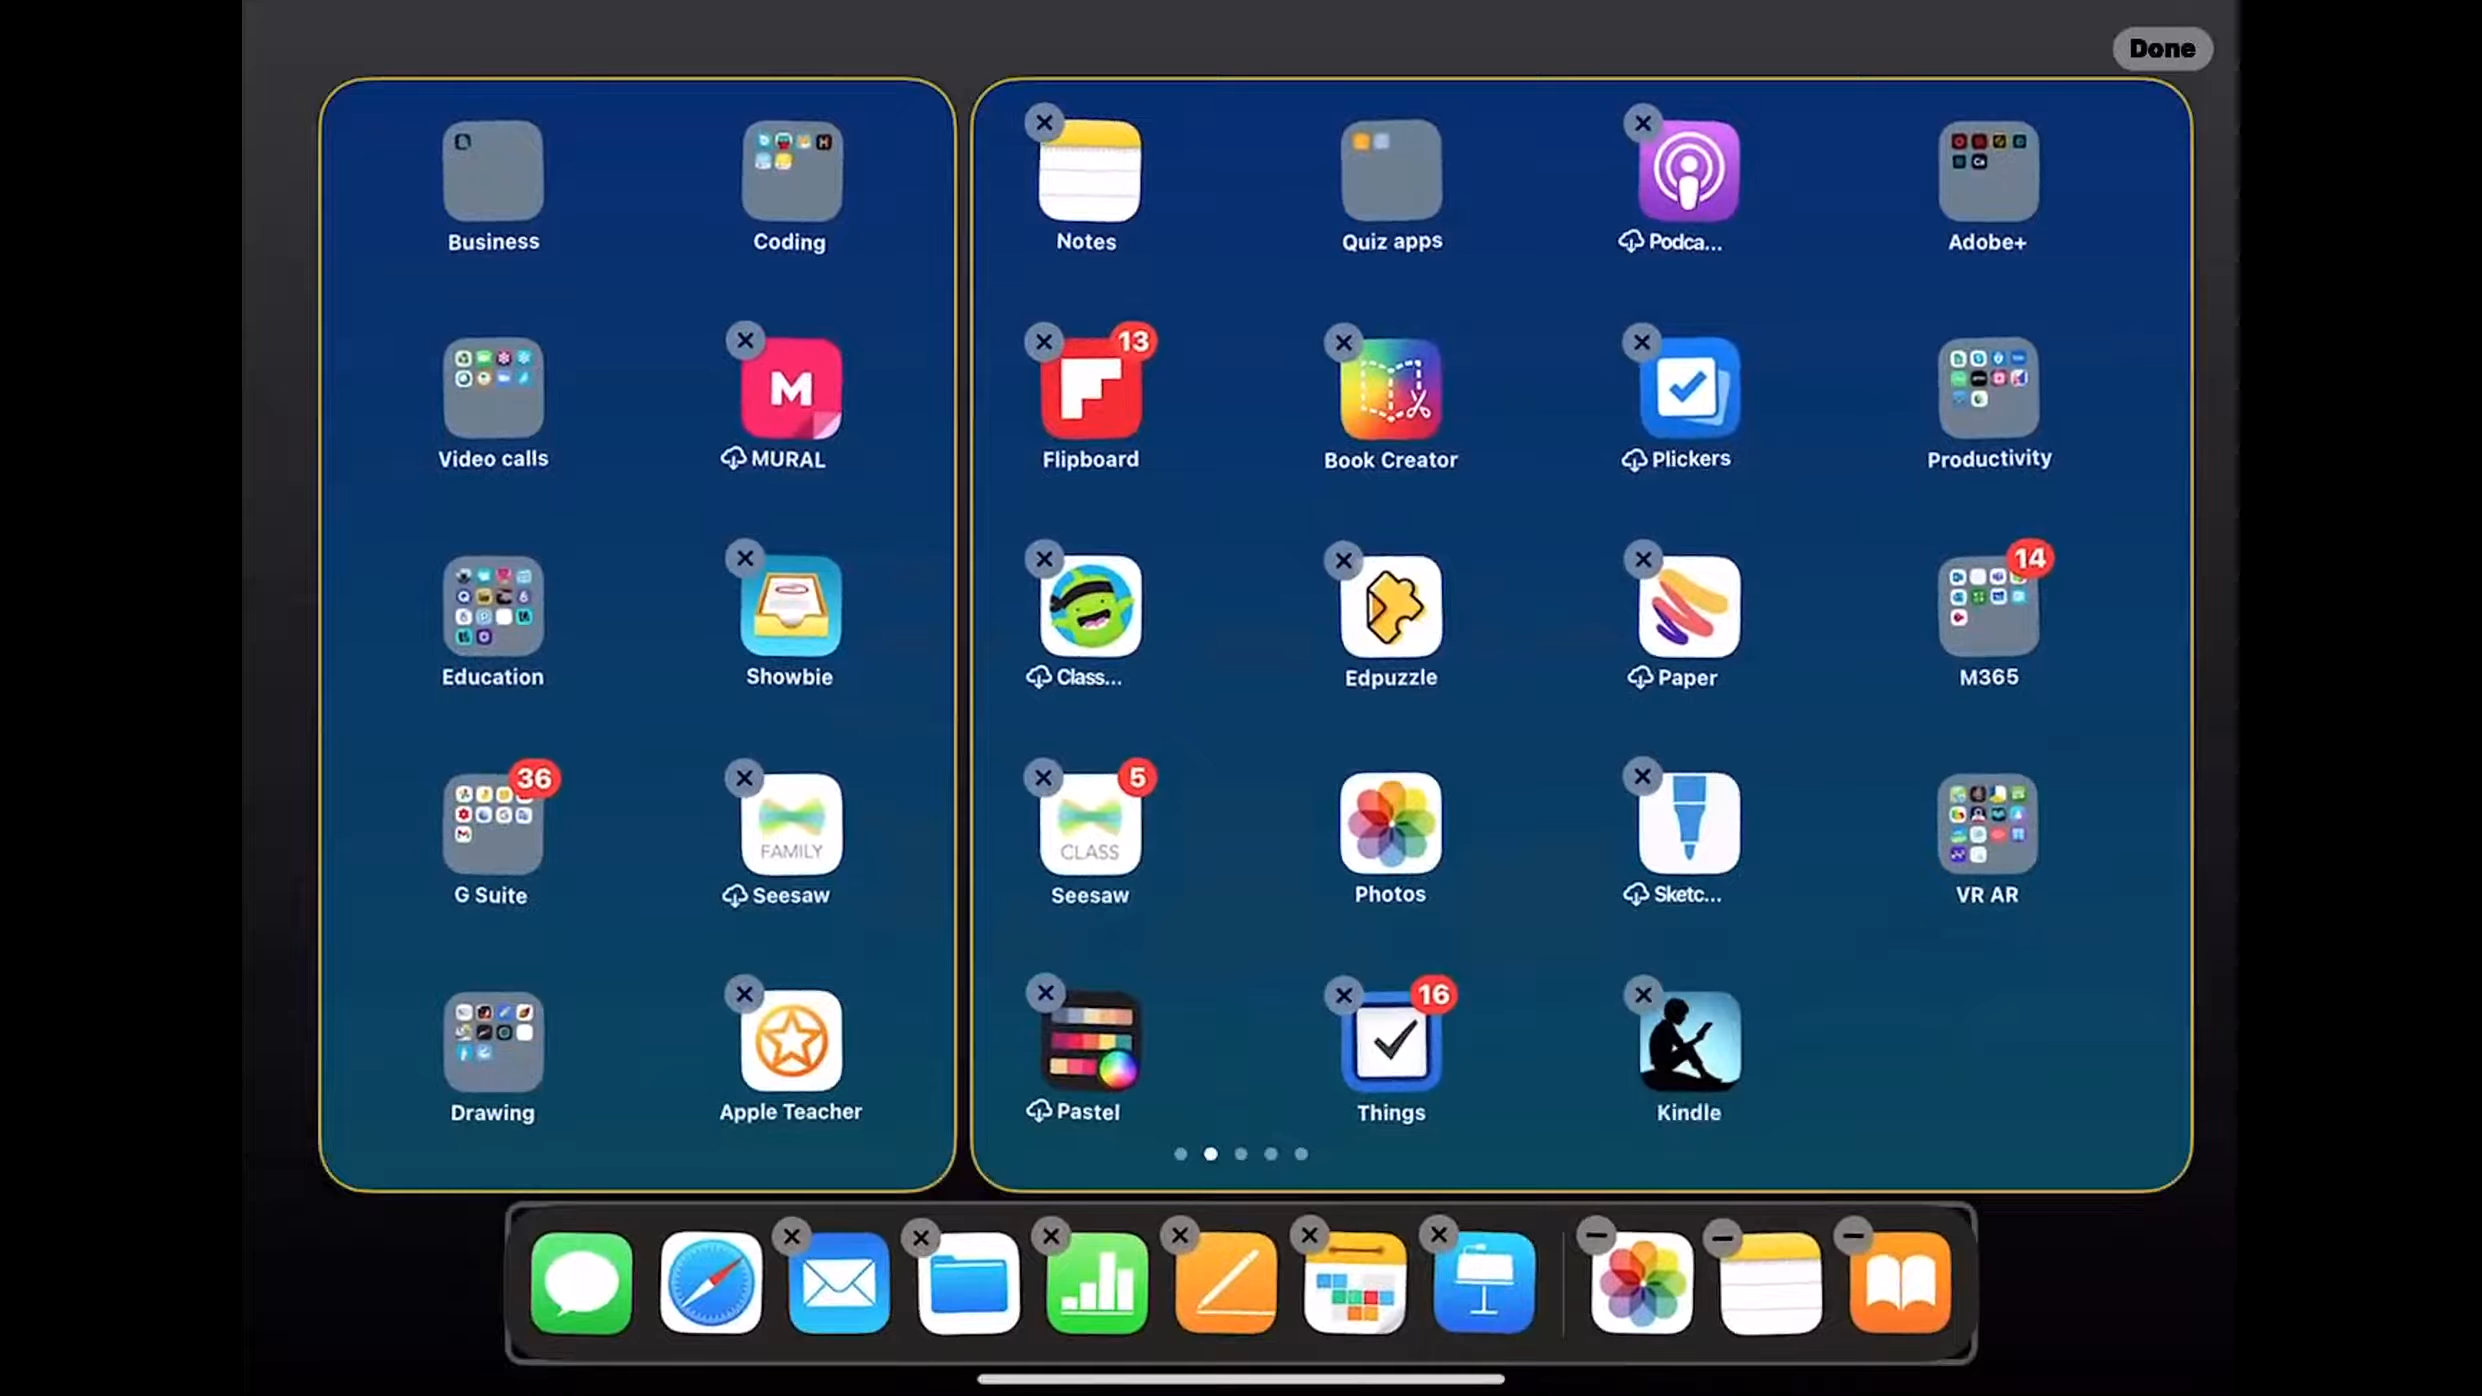 Done
Business
Coding
Notes
Quiz apps
Podca...
Adobe+
13
Video calls
M
MURAL
Flipboard
Book Creator
Plickers
Productivity
14
Education
Showbie
Class...
Edpuzzle
Paper
M365
36
5
FAMILY
CLASS
G Suite
Seesaw
Seesaw
Photos
Sketc...
VR AR
16
Drawing
Apple Teacher
Pastel
Things
Kindle